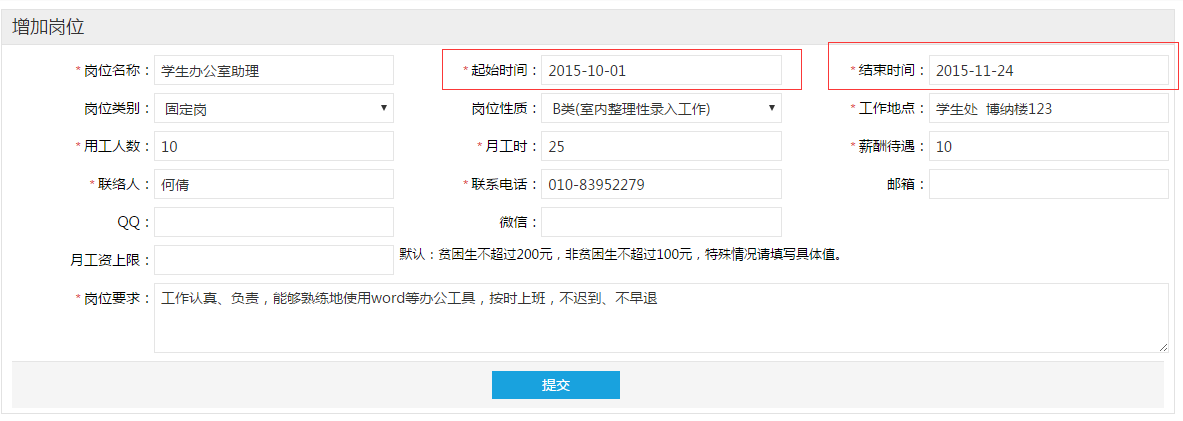 增加岗位
* 岗位名称： 学生办公室助理 * 起始时间： 2015-10-01 * 结束时间： 2015-11-24
岗位类别： 固定岗 岗位性质： B类(室内整理性录入工作) * 工作地点： 学生处 博纳楼123
* 用工人数： 10 * 月工时： 25 * 薪酬待遇： 10
* 联络人： 何倩 * 联系电话： 010-83952279 邮箱：
QQ： 微信：
月工资上限： 默认：贫困生不超过200元，非贫困生不超过100元，特殊情况请填写具体值。
* 岗位要求： 工作认真、负责，能够熟练地使用word等办公工具，按时上班，不迟到、不早退
提交